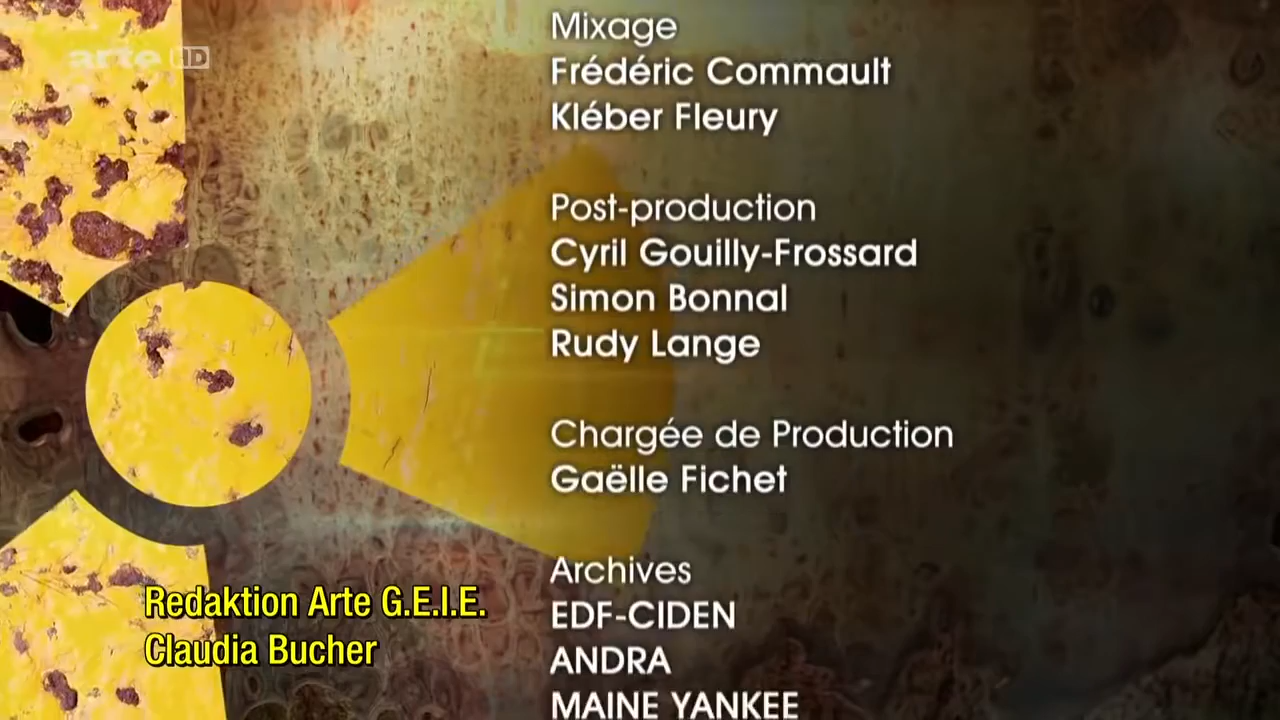 arte HD
Mixage
Frédéric Commault
Kléber Fleury
Post-production
Cyril Gouilly-Frossard
Simon Bonnal
Rudy Lange
Chargée de Production
Gaëlle Fichet
Archives
EDF-CIDEN
ANDRA
MAINE YANKEE
Redaktion Arte G.E.I.E.
Claudia Bucher